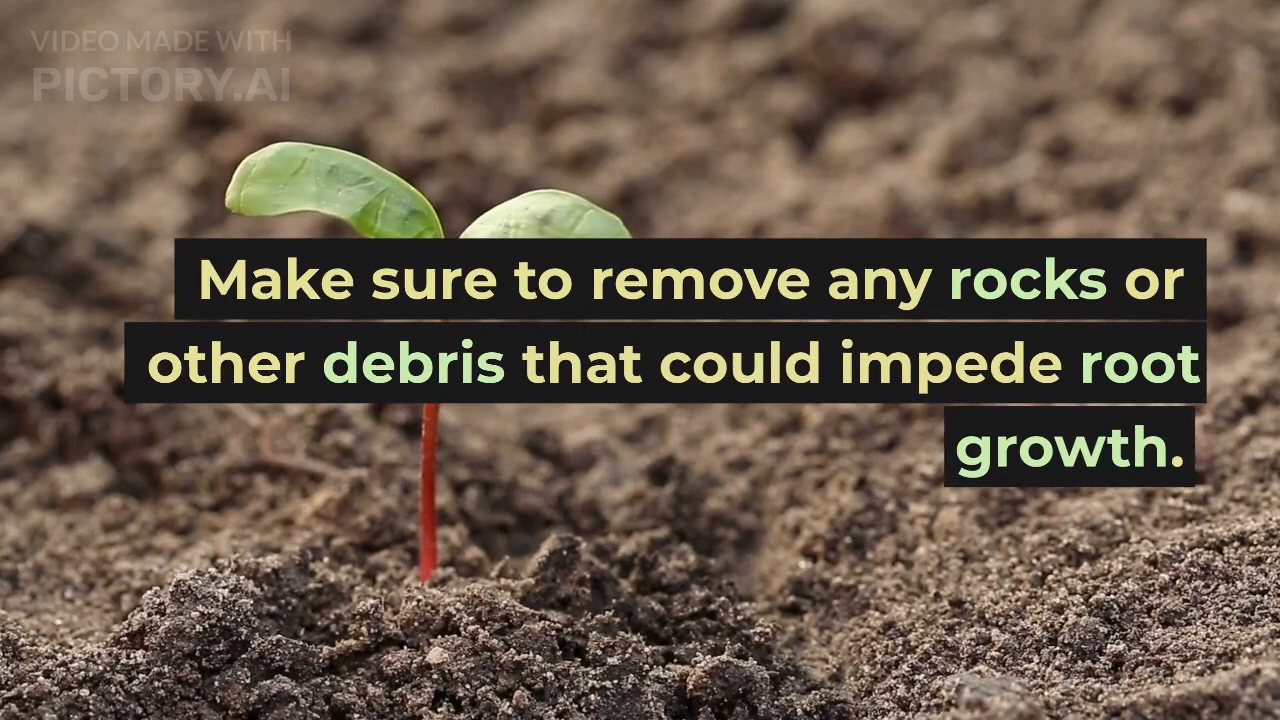 VIDEO MADE WITH
PICTORY.AI
Make sure to remove any rocks or
other debris that could impede root
growth.